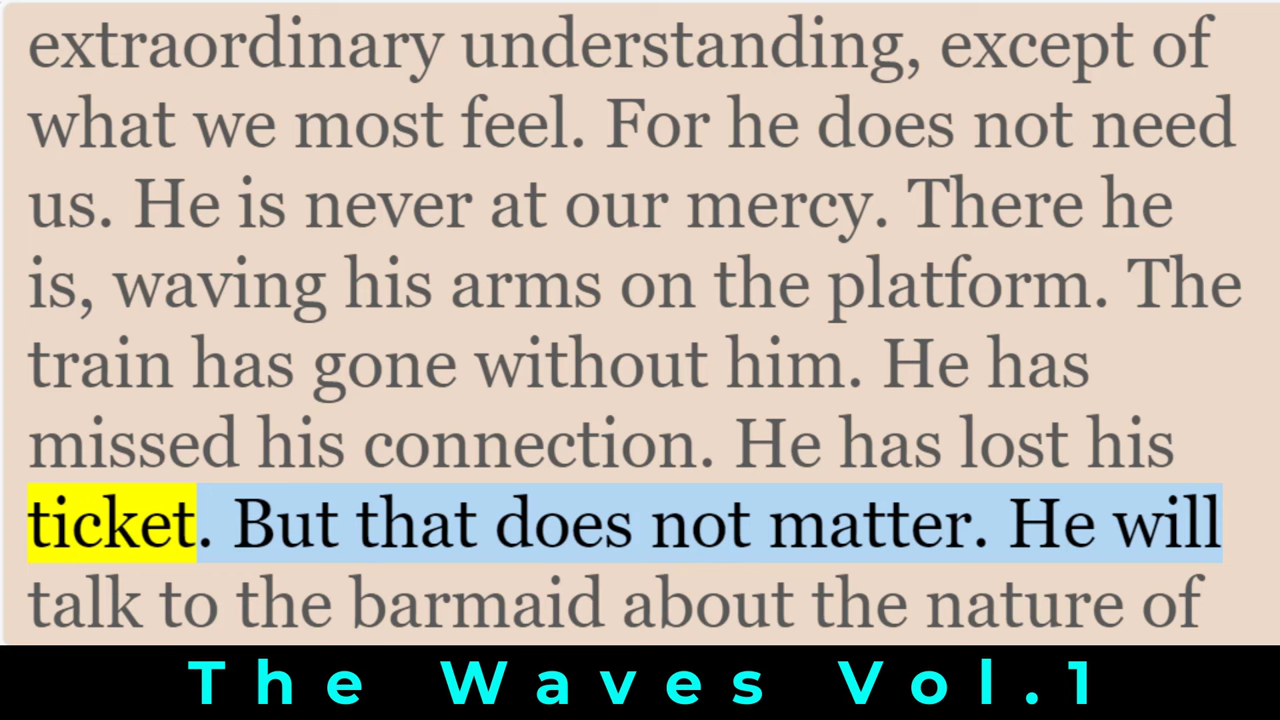 extraordinary understanding, except of
what we most feel. For he does not need
us. He is never at our mercy. There he
is, waving his arms on the platform. The
train has gone without him. He has
missed his connection. He has lost his
ticket. But that does not matter. He will
talk to the barmaid about the nature of
The Waves Vol.1